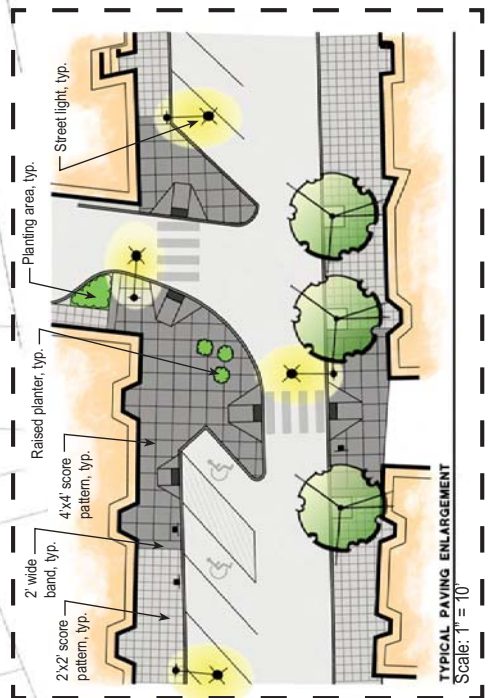 2'x2' score
pattern, typ.
2' wide
band, typ.
4'x4' score
pattern, typ.
Raised planter, typ.
Planting area, typ.
Street light, typ.
TYPICAL PAVING ENLARGEMENT
Scale: 1" = 10'